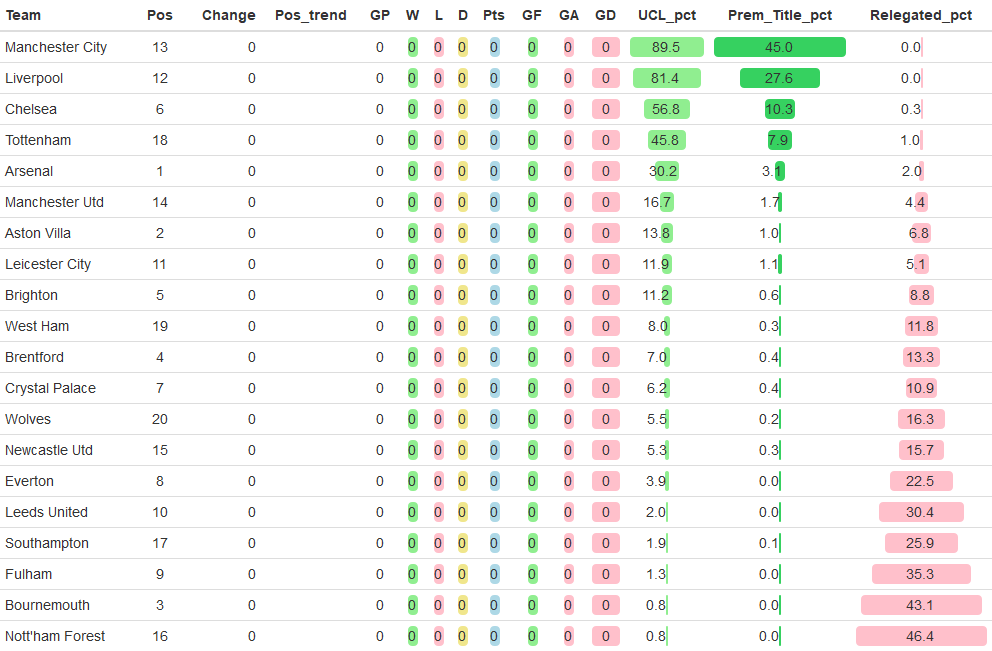 Team Pos Change Pos_trend GP W L D Pts GF GA GD UCL_pct Prem_Title_pct Relegated_pct
Manchester City 13 0 0 0 0 0 0 0 0 0 89.5 45.0 0.0
Liverpool 12 0 0 0 0 0 0 0 0 0 81.4 27.6 0.0
Chelsea 6 0 0 0 0 0 0 0 0 0 56.8 10.3 0.3
Tottenham 18 0 0 0 0 0 0 0 0 0 45.8 7.9 1.0
Arsenal 1 0 0 0 0 0 0 0 0 0 30.2 3.1 2.0
Manchester Utd 14 0 0 0 0 0 0 0 0 0 16.7 1.7 4.4
Aston Villa 2 0 0 0 0 0 0 0 0 0 13.8 1.0 6.8
Leicester City 11 0 0 0 0 0 0 0 0 0 11.9 1.1 5.1
Brighton 5 0 0 0 0 0 0 0 0 0 11.2 0.6 8.8
West Ham 19 0 0 0 0 0 0 0 0 0 8.0 0.3 11.8
Brentford 4 0 0 0 0 0 0 0 0 0 7.0 0.4 13.3
Crystal Palace 7 0 0 0 0 0 0 0 0 0 6.2 0.4 10.9
Wolves 20 0 0 0 0 0 0 0 0 0 5.5 0.2 16.3
Newcastle Utd 15 0 0 0 0 0 0 0 0 0 5.3 0.3 15.7
Everton 8 0 0 0 0 0 0 0 0 0 3.9 0.0 22.5
Leeds United 10 0 0 0 0 0 0 0 0 0 2.0 0.0 30.4
Southampton 17 0 0 0 0 0 0 0 0 0 1.9 0.1 25.9
Fulham 9 0 0 0 0 0 0 0 0 0 1.3 0.0 35.3
Bournemouth 3 0 0 0 0 0 0 0 0 0 0.8 0.0 43.1
Nott'ham Forest 16 0 0 0 0 0 0 0 0 0 0.8 0.0 46.4